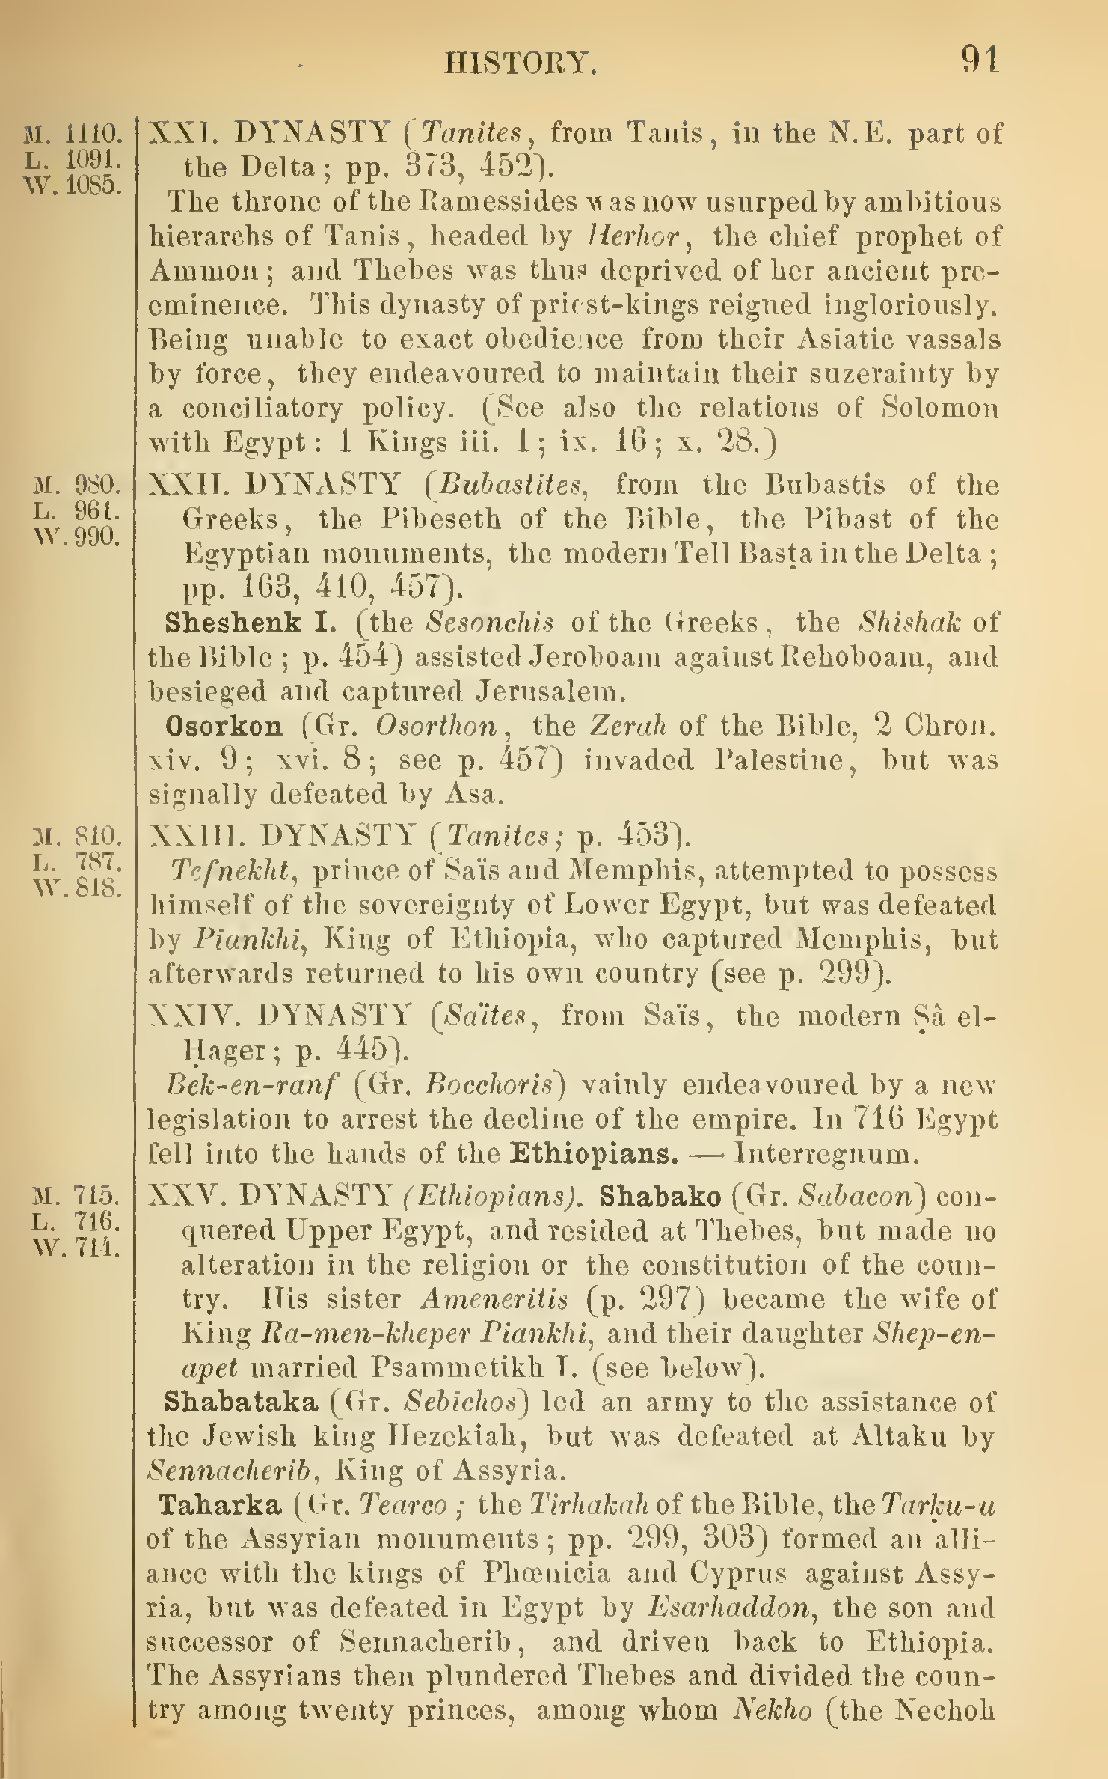 HISTORY. 91
M. 1110. XXI. DYNASTY (Tanites, from Tanis, in the N.E. part of
L. 1091. the Delta; pp. 373, 452).
W. 1085.
The throne of the Ramessides was now usurped by ambitious
hierarchs of Tanis, headed by Herhor, the chief prophet of
Ammon; and Thebes was thus deprived of her ancient pre-
eminence. This dynasty of priest-kings reigned ingloriously.
Being unable to exact obedience from their Asiatic vassals
by force, they endeavoured to maintain their suzerainty by
a conciliatory policy. (See also the relations of Solomon
with Egypt: 1 Kings iii. 1; ix. 16; x. 28.)
M. 980. XXII. DYNASTY (Bubastites, from the Bubastis of the
L. 961. Greeks, the Pibeseth of the Bible, the Pibast of the
W. 990. Egyptian monuments, the modern Tell Basṭa in the Delta;
pp. 163, 410, 457).
Sheshenk I. (the Sesonchis of the Greeks, the Shishak of
the Bible; p. 454) assisted Jeroboam against Rehoboam, and
besieged and captured Jerusalem.
Osorkon (Gr. Osorthon, the Zerah of the Bible, 2 Chron.
xiv. 9; xvi. 8; see p. 457) invaded Palestine, but was
signally defeated by Asa.
M. 810. XXIII. DYNASTY (Tanites; p. 453).
L. 787. Tefnekht, prince of Saïs and Memphis, attempted to possess
W. 818. himself of the sovereignty of Lower Egypt, but was defeated
by Piankhi, King of Ethiopia, who captured Memphis, but
afterwards returned to his own country (see p. 299).
XXIV. DYNASTY (Saïtes, from Saïs, the modern Ṣâ el-
Ḥager; p. 445).
Bek-en-ranf (Gr. Bocchoris) vainly endeavoured by a new
legislation to arrest the decline of the empire. In 716 Egypt
fell into the hands of the Ethiopians. — Interregnum.
M. 715. XXV. DYNASTY (Ethiopians). Shabako (Gr. Sabacon) con-
L. 716. quered Upper Egypt, and resided at Thebes, but made no
W. 714. alteration in the religion or the constitution of the coun-
try. His sister Ameneritis (p. 297) became the wife of
King Ra-men-kheper Piankhi, and their daughter Shep-en-
apet married Psammetikh I. (see below).
Shabataka (Gr. Sebichos) led an army to the assistance of
the Jewish king Hezekiah, but was defeated at Altaku by
Sennacherib, King of Assyria.
Taharka (Gr. Tearco; the Tirhakah of the Bible, the Tarku-u
of the Assyrian monuments; pp. 299, 303) formed an alli-
ance with the kings of Phœnicia and Cyprus against Assy-
ria, but was defeated in Egypt by Esarhaddon, the son and
successor of Sennacherib, and driven back to Ethiopia.
The Assyrians then plundered Thebes and divided the coun-
try among twenty princes, among whom Nekho (the Nechoh